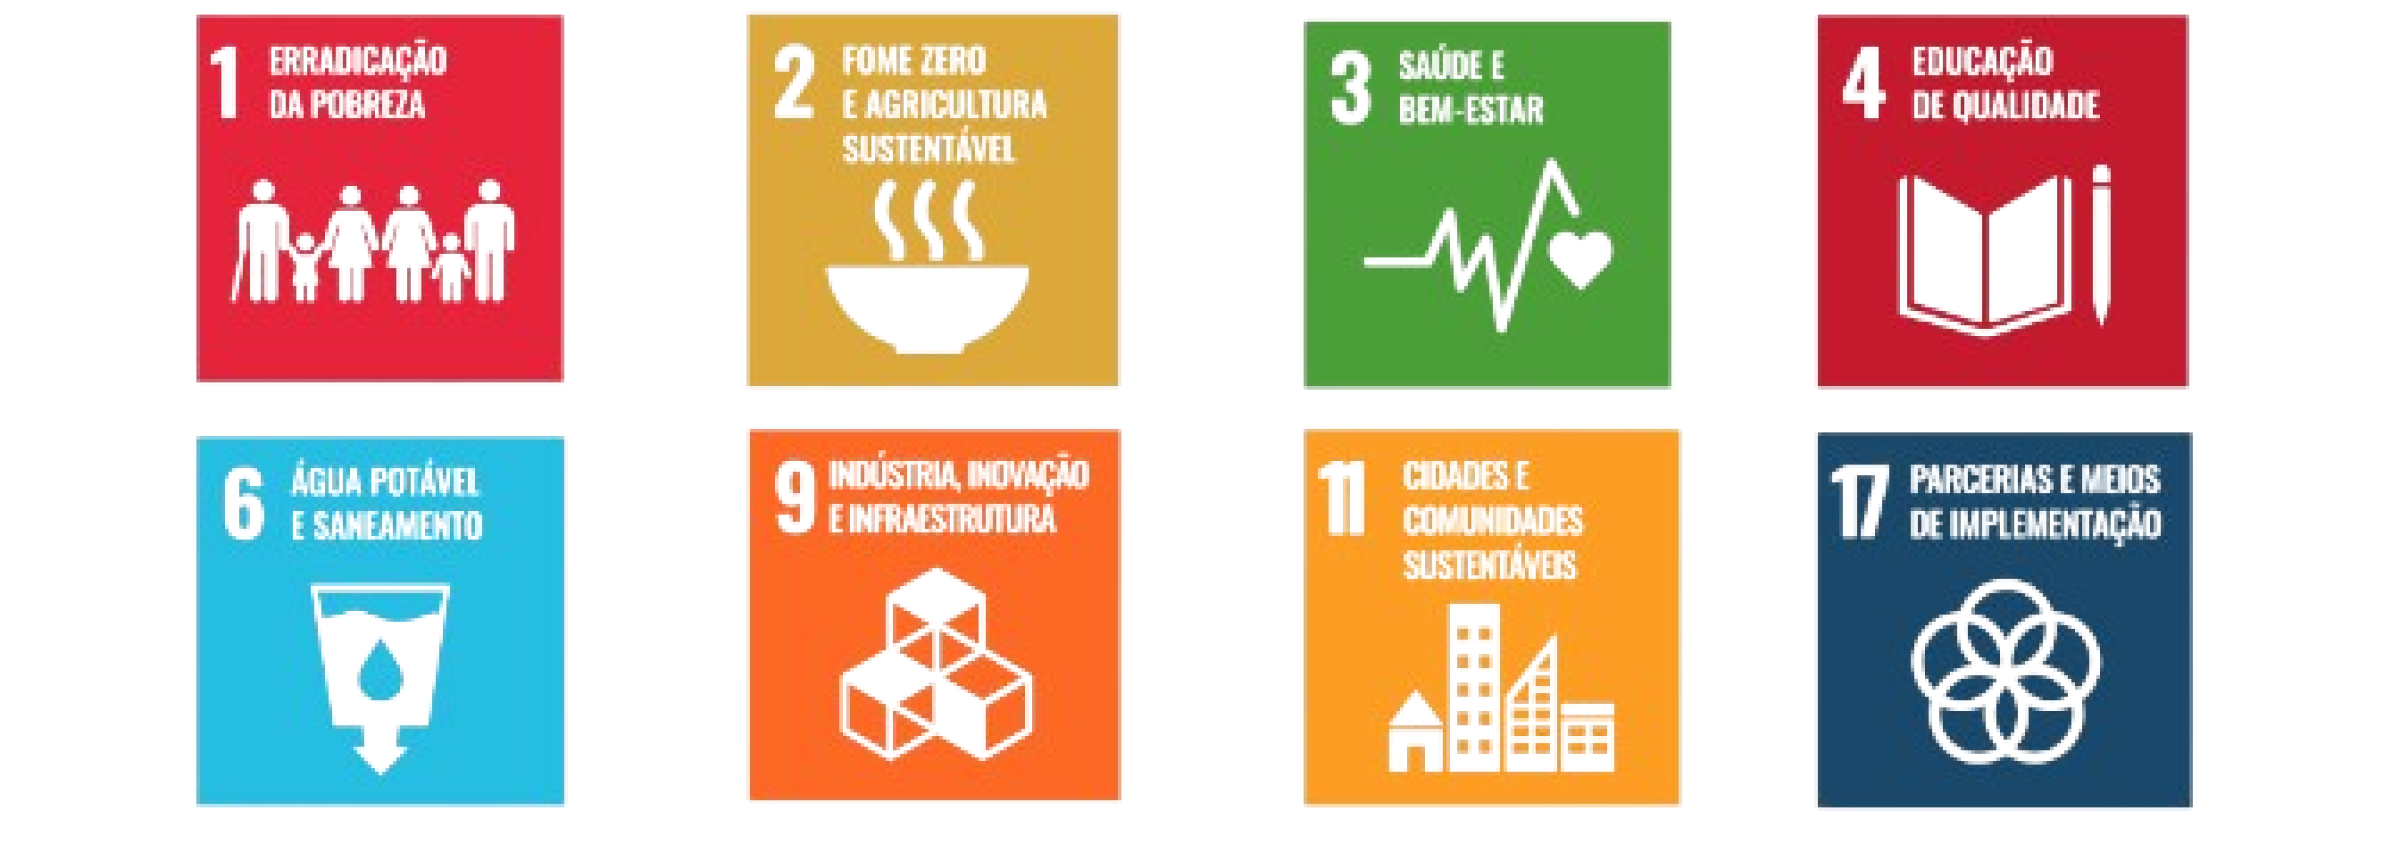 1 ERRADICAÇÃO
DA POBREZA
2 FOME ZERO
E AGRICULTURA
SUSTENTÁVEL
3 SAÚDE E
BEM-ESTAR
4 EDUCAÇÃO
DE QUALIDADE
6 ÁGUA POTÁVEL
E SANEAMENTO
9 INDÚSTRIA, INOVAÇÃO
E INFRAESTRUTURA
11 CIDADES E
COMUNIDADES
SUSTENTÁVEIS
17 PARCERIAS E MEIOS
DE IMPLEMENTAÇÃO